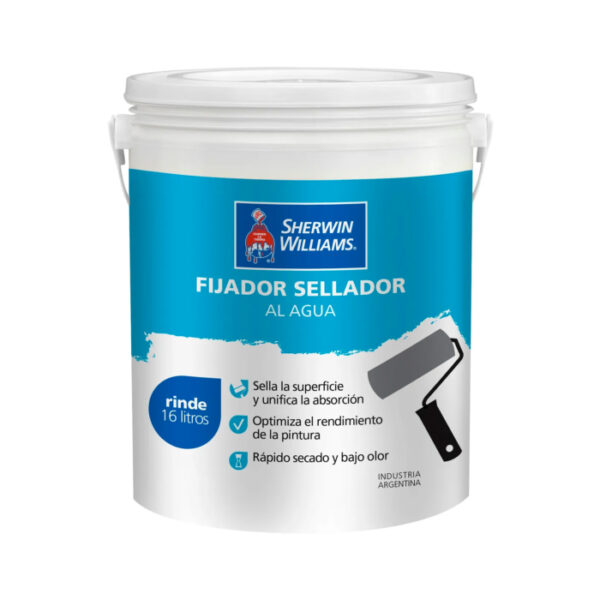 SHERWIN
WILLIAMS.
FIJADOR SELLADOR
AL AGUA
rinde
16 litros
Sella la superficie
y unifica la absorción
Optimiza el rendimiento
de la pintura
Rápido secado y bajo olor
INDUSTRIA
ARGENTINA